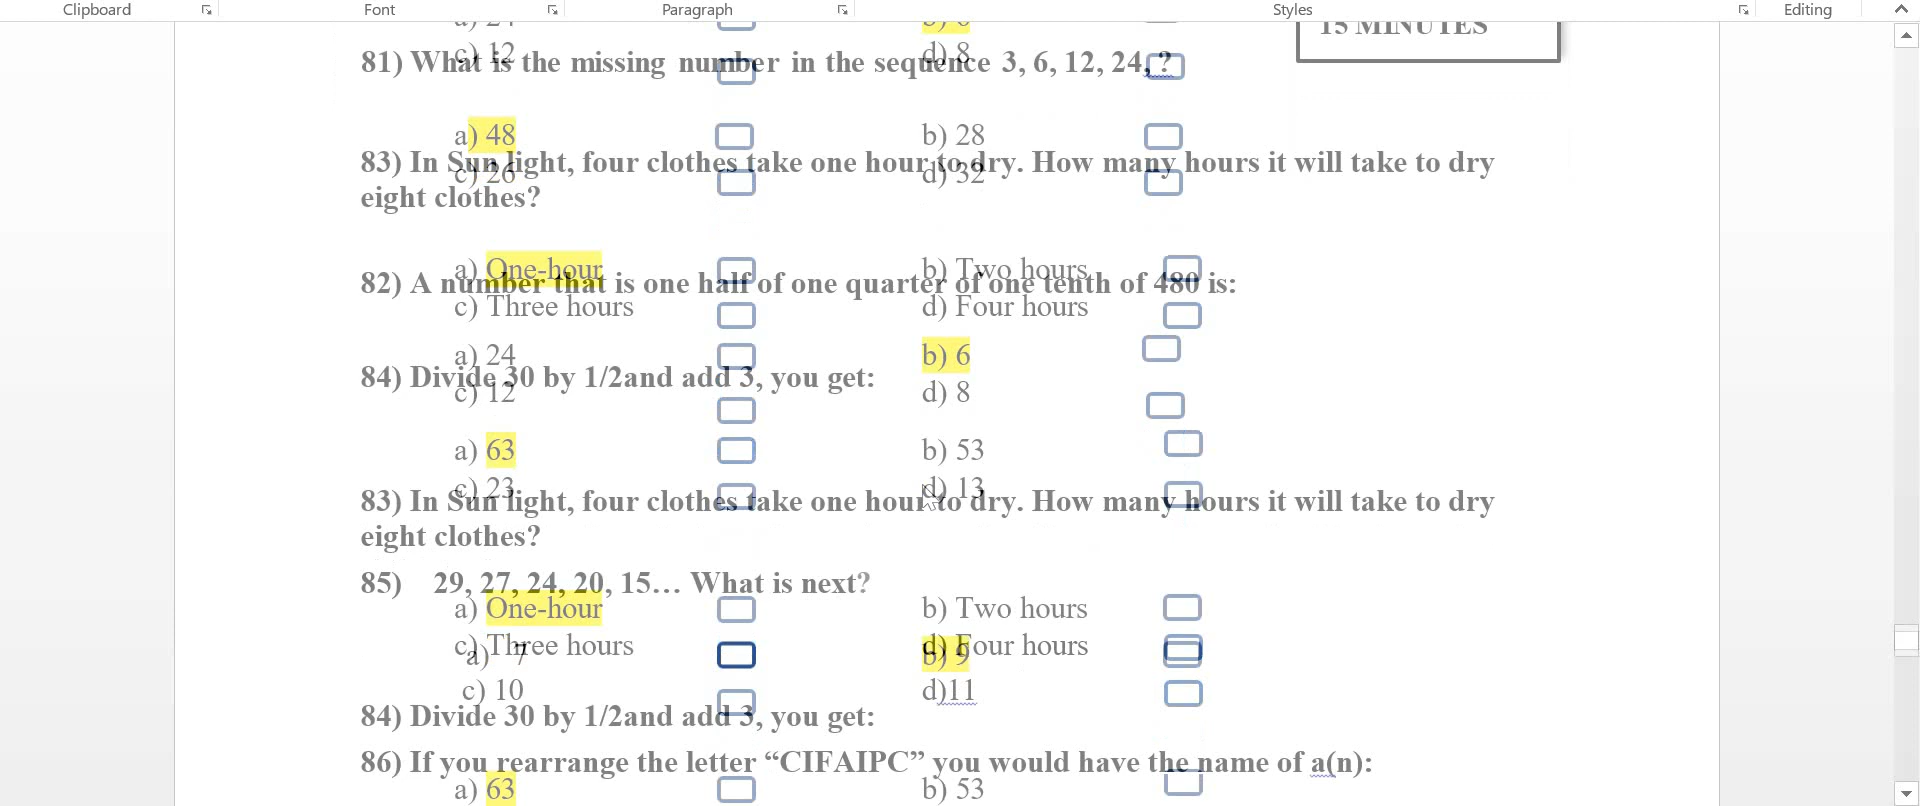 Clipboard Font Paragraph Styles Editing
a) 24 b) 6
15 MINUTES
c) 12 d) 8
81) What is the missing number in the sequence 3, 6, 12, 24, ?
a) 48 b) 28
83) In Sun light, four clothes take one hour to dry. How many hours it will take to dry
c) 26 d) 32
eight clothes?
a) One-hour b) Two hours
82) A number that is one half of one quarter of one tenth of 480 is:
c) Three hours d) Four hours
a) 24 b) 6
84) Divide 30 by 1/2and add 3, you get:
c) 12 d) 8
a) 63 b) 53
c) 23 d) 13
83) In Sun light, four clothes take one hour to dry. How many hours it will take to dry
eight clothes?
85) 29, 27, 24, 20, 15… What is next?
a) One-hour b) Two hours
c) Three hours d) Four hours
a) 7 b) 9
c) 10 d)11
84) Divide 30 by 1/2and add 3, you get:
86) If you rearrange the letter “CIFAIPC” you would have the name of a(n):
a) 63 b) 53